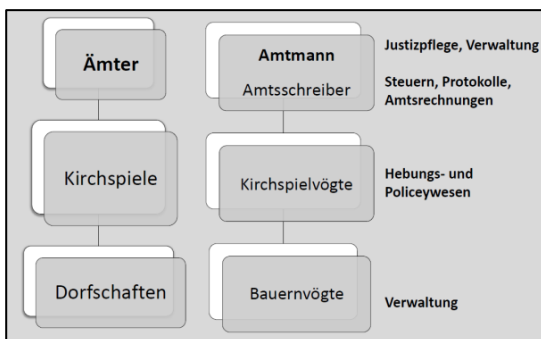 Ämter
Amtmann
Amtsschreiber
Justizpflege, Verwaltung
Steuern, Protokolle,
Amtsrechnungen
Kirchspiele
Kirchspielvögte
Hebungs- und
Policeywesen
Dorfschaften
Bauernvögte
Verwaltung